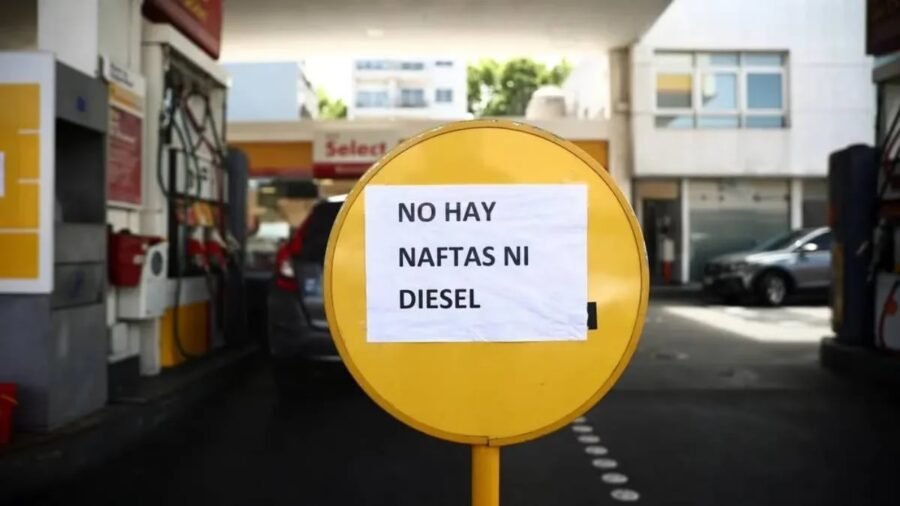 Select
NO HAY
NAFTAS NI
DIESEL